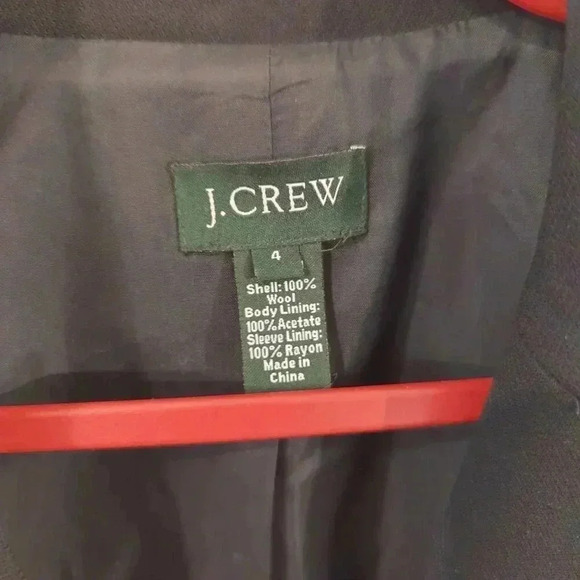 J.CREW
4
Shell: 100%
Wool
Body Lining:
100% Acetate
Sleeve Lining:
100% Rayon
Made in
China